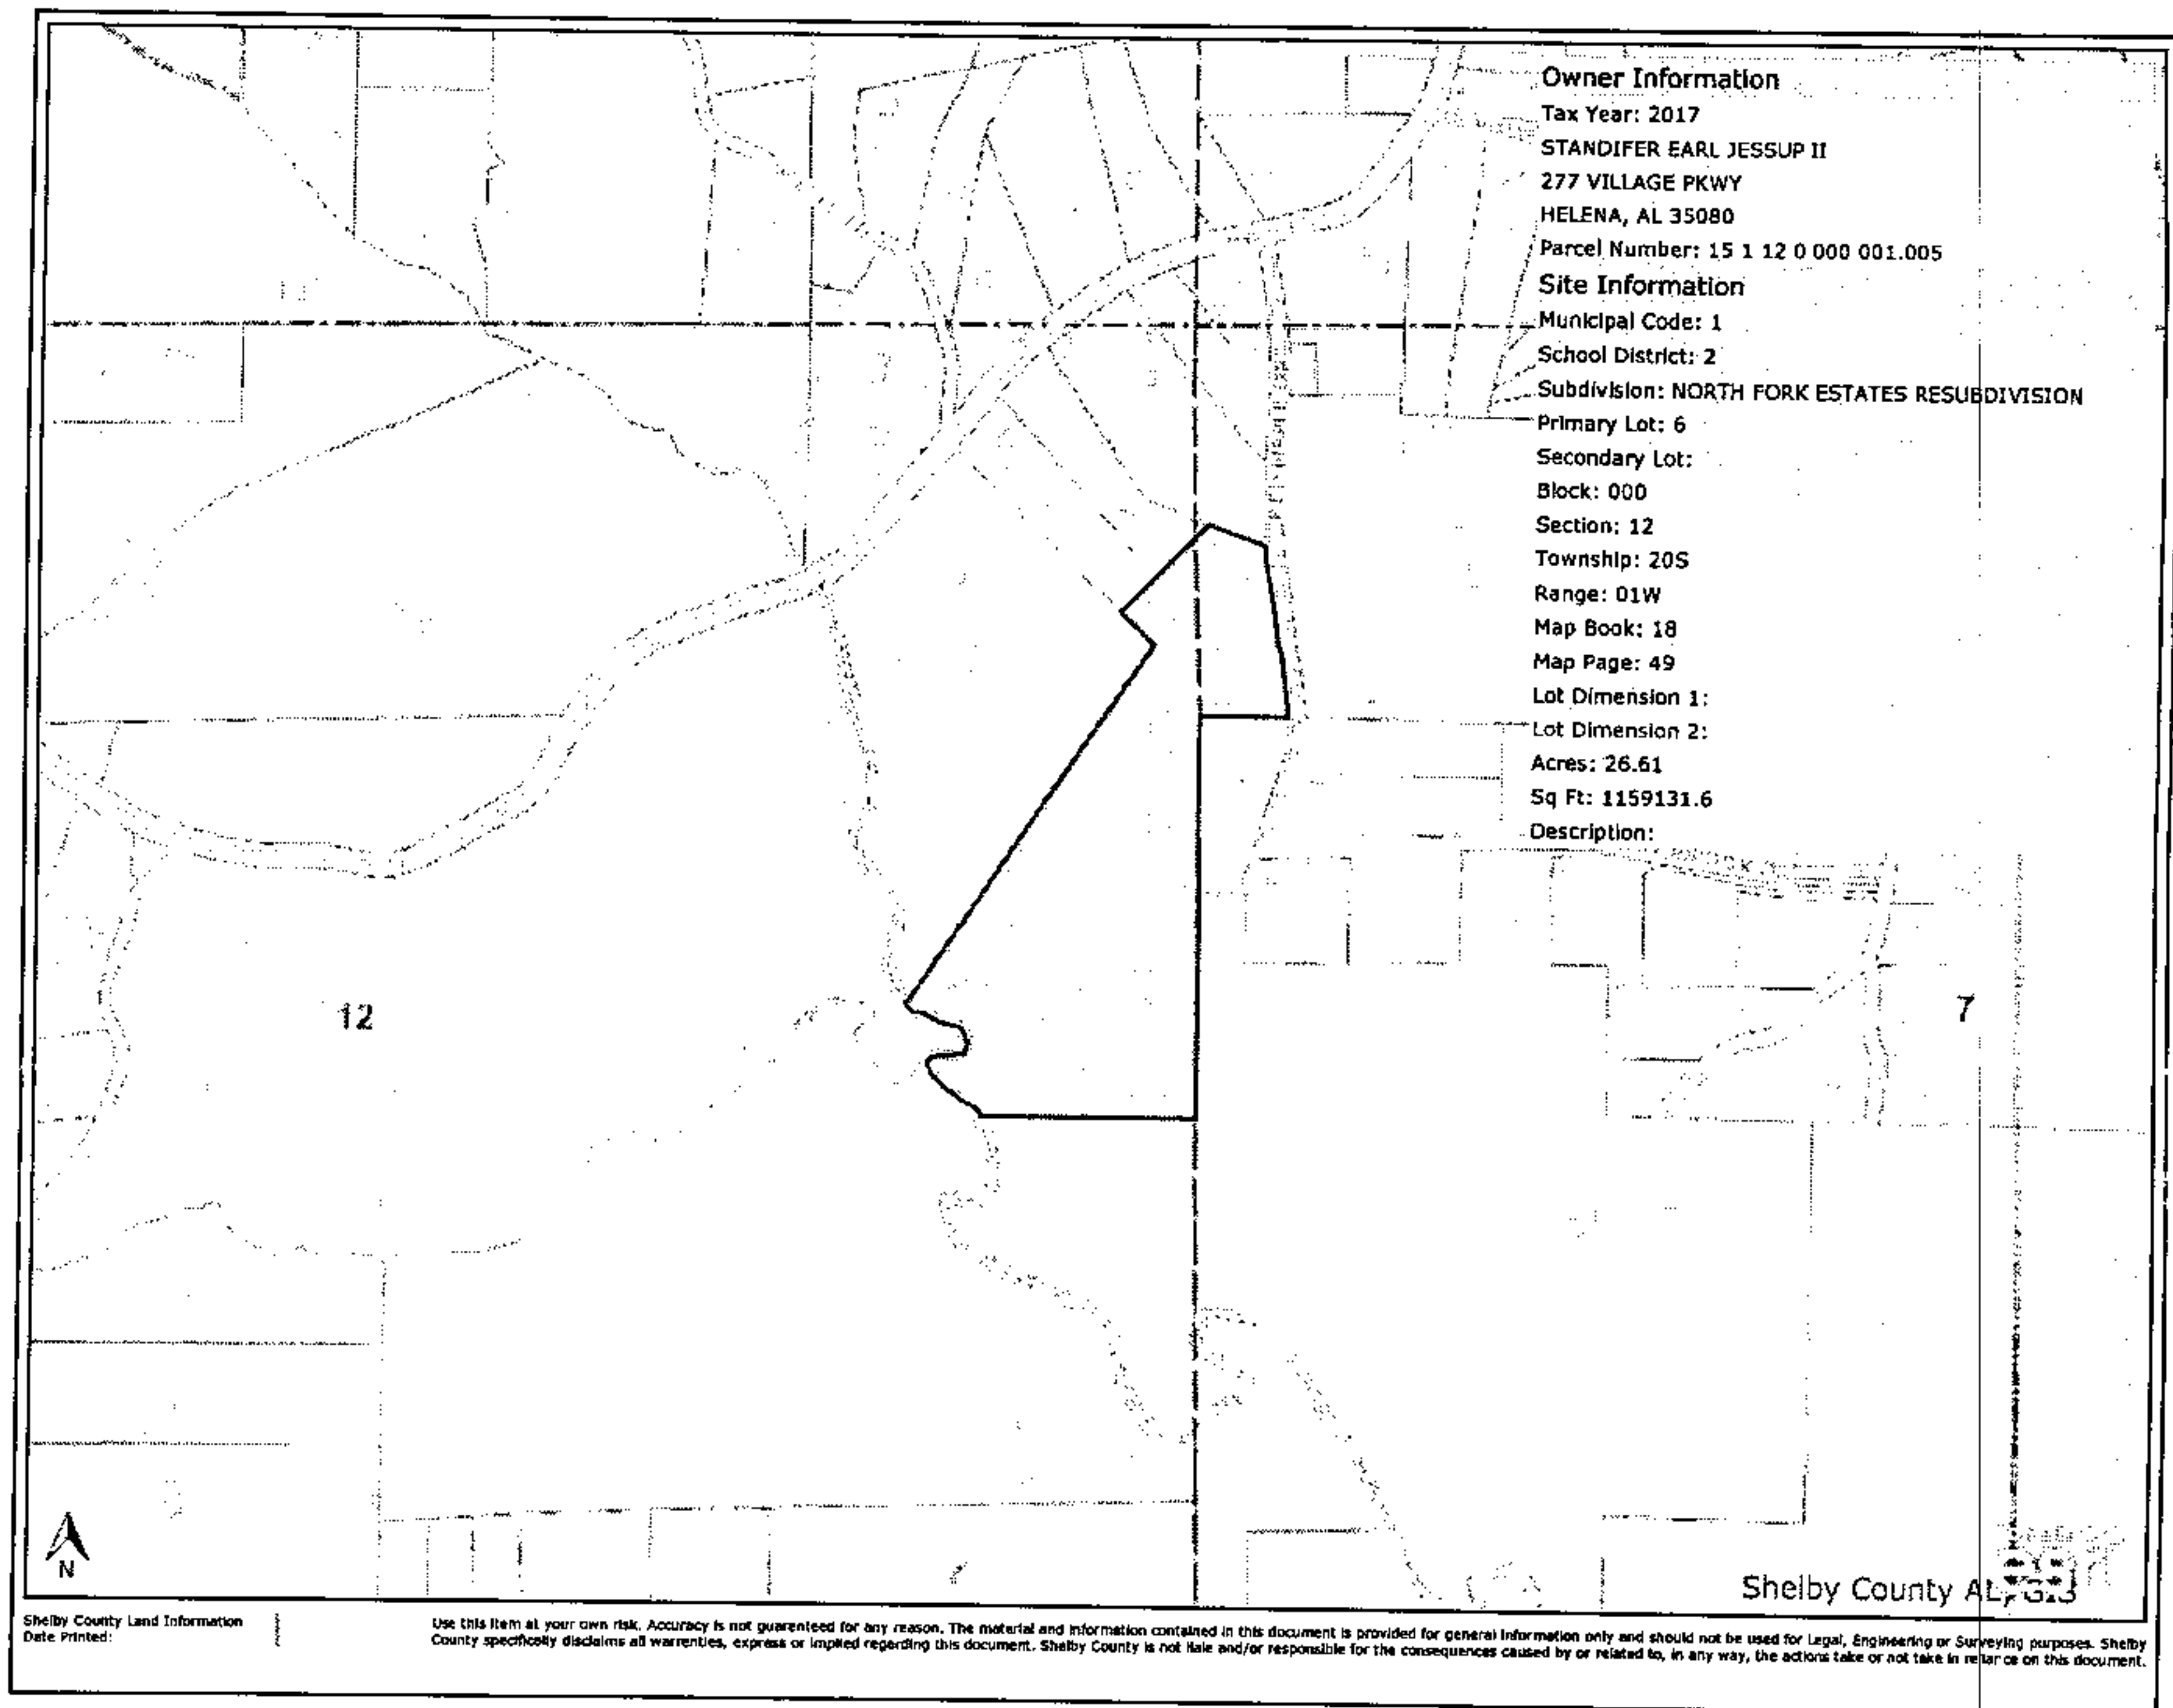 Owner Information
Tax Year: 2017
STANDIFER EARL JESSUP II
277 VILLAGE PKWY
HELENA, AL 35080
Parcel Number: 15 1 12 0 000 001.005
Site Information
Municipal Code: 1
School District: 2
Subdivision: NORTH FORK ESTATES RESUBDIVISION
Primary Lot: 6
Secondary Lot:
Block: 000
Section: 12
Township: 20S
Range: 01W
Map Book: 18
Map Page: 49
Lot Dimension 1:
Lot Dimension 2:
Acres: 26.61
Sq Ft: 1159131.6
Description:
12
7
N
Shelby County AL,
Shelby County Land Information
Date Printed:
Use this item at your own risk. Accuracy is not guarenteed for any reason. The material and information contained in this document is provided for general information only and should not be used for Legal, Engineering or Surveying purposes. Shelby
County specifically disclaims all warrenties, express or implied regarding this document. Shelby County is not liale and/or responsible for the consequences caused by or related to, in any way, the actions take or not take in reliance on this document.